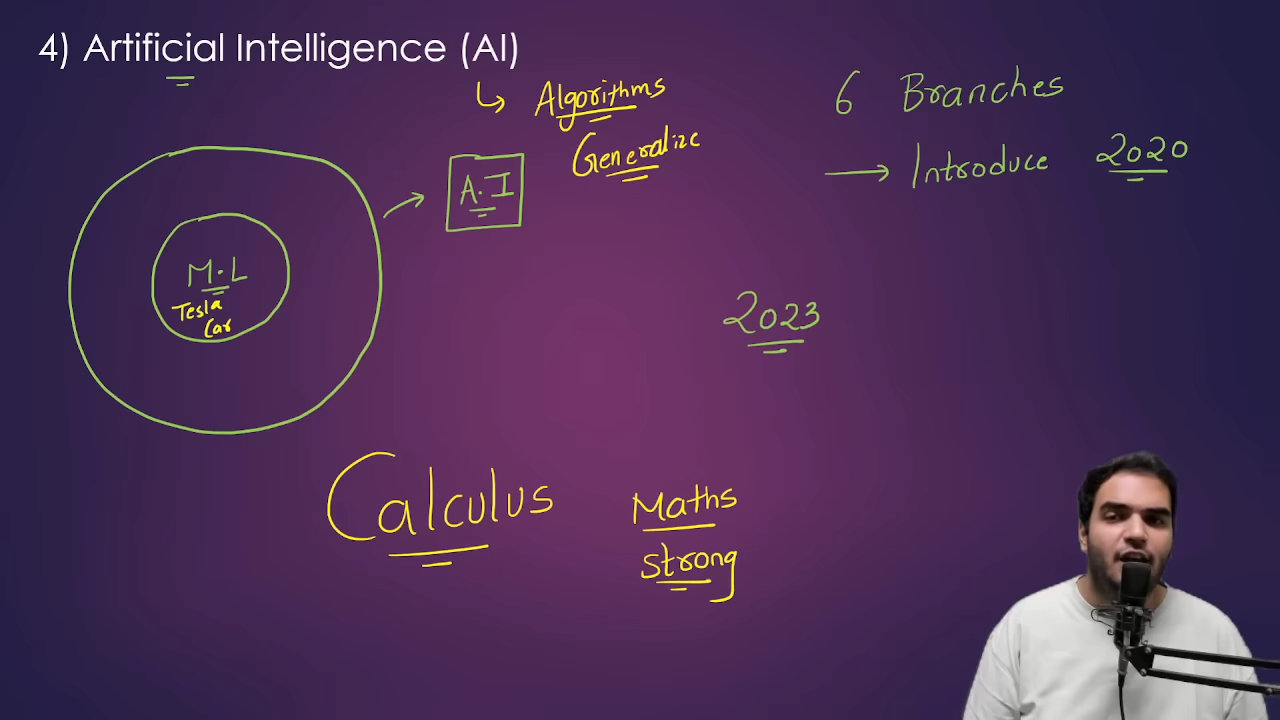 4) Artificial Intelligence (AI)
Algorithms
Generalize
A.I
M.L
Tesla
Car
6 Branches
Introduce 2020
2023
Calculus
Maths
strong